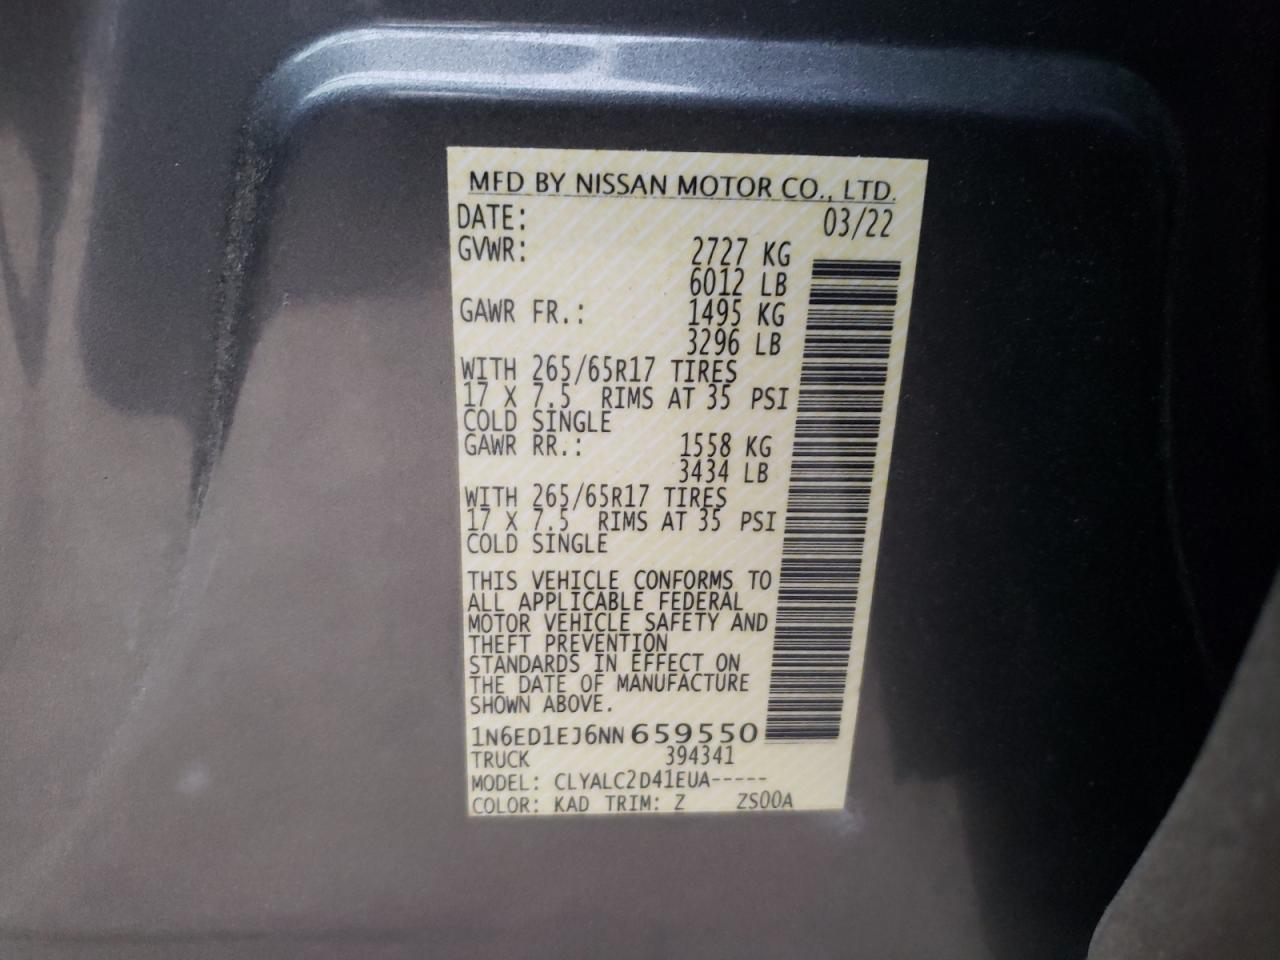 MFD BY NISSAN MOTOR CO., LTD.
DATE: 03/22
GVWR: 2727 KG
6012 LB
GAWR FR.: 1495 KG
3296 LB
WITH 265/65R17 TIRES
17 X 7.5 RIMS AT 35 PSI
COLD SINGLE
GAWR RR.: 1558 KG
3434 LB
WITH 265/65R17 TIRES
17 X 7.5 RIMS AT 35 PSI
COLD SINGLE
THIS VEHICLE CONFORMS TO
ALL APPLICABLE FEDERAL
MOTOR VEHICLE SAFETY AND
THEFT PREVENTION
STANDARDS IN EFFECT ON
THE DATE OF MANUFACTURE
SHOWN ABOVE.
1N6ED1EJ6NN659550
TRUCK 394341
MODEL: CLYALC2D41EUA-----
COLOR: KAD TRIM: Z ZS00A